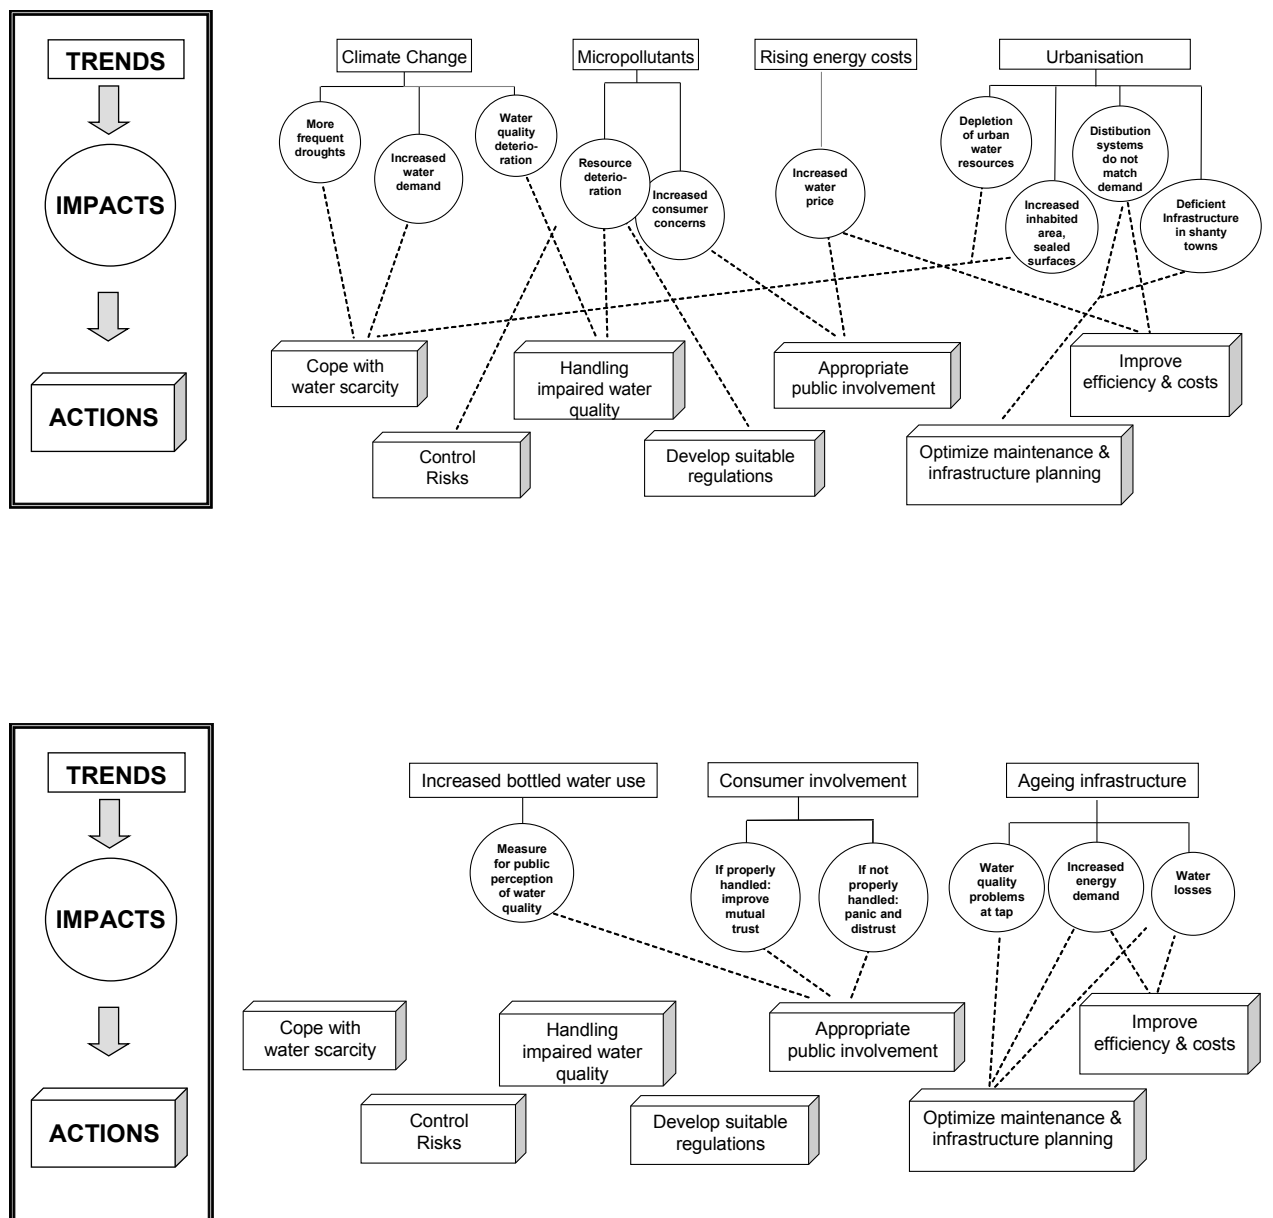 TRENDS
IMPACTS
ACTIONS
Climate Change
Micropollutants
Rising energy costs
Urbanisation
More
frequent
droughts
Increased
water
demand
Water
quality
deterio-
ration
Resource
deterio-
ration
Increased
consumer
concerns
Increased
water
price
Depletion
of urban
water
resources
Increased
inhabited
area,
sealed
surfaces
Distibution
systems
do not
match
demand
Deficient
Infrastructure
in shanty
towns
Cope with
water scarcity
Handling
impaired water
quality
Appropriate
public involvement
Improve
efficiency & costs
Control
Risks
Develop suitable
regulations
Optimize maintenance &
infrastructure planning
TRENDS
IMPACTS
ACTIONS
Increased bottled water use
Consumer involvement
Ageing infrastructure
Measure
for public
perception
of water
quality
If properly
handled:
improve
mutual
trust
If not
properly
handled:
panic and
distrust
Water
quality
problems
at tap
Increased
energy
demand
Water
losses
Cope with
water scarcity
Handling
impaired water
quality
Appropriate
public involvement
Improve
efficiency & costs
Control
Risks
Develop suitable
regulations
Optimize maintenance &
infrastructure planning